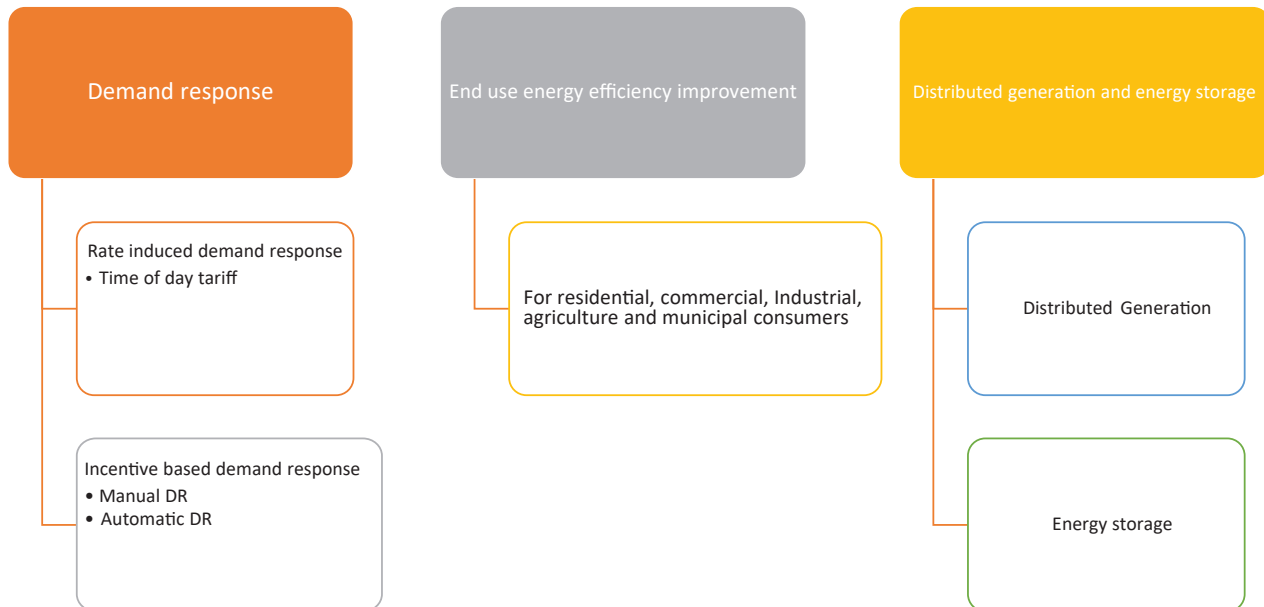 Demand response
Rate induced demand response
• Time of day tariff
Incentive based demand response
• Manual DR
• Automatic DR
End use energy efficiency improvement
For residential, commercial, Industrial,
agriculture and municipal consumers
Distributed generation and energy storage
Distributed Generation
Energy storage